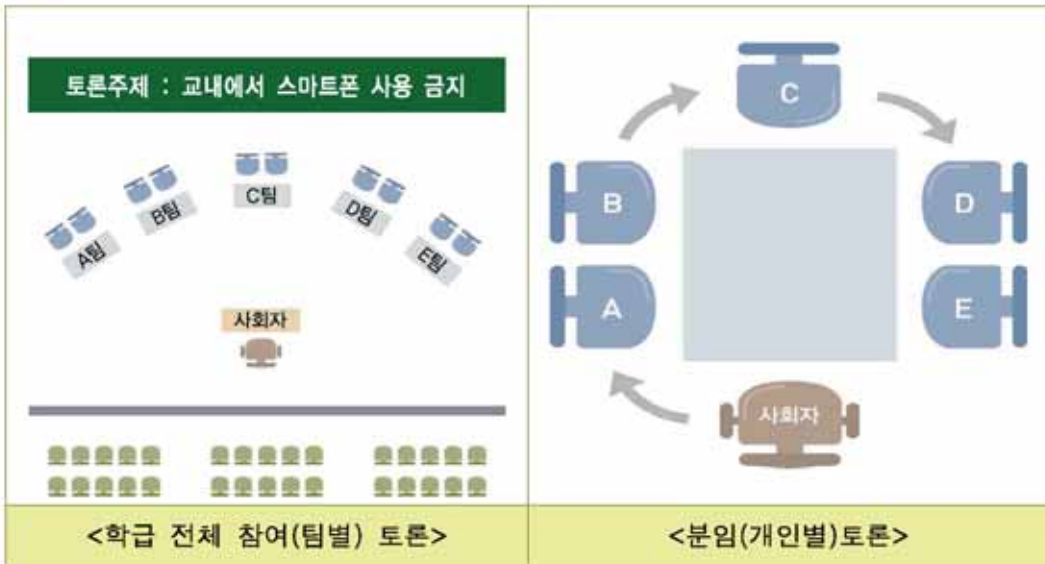 토론주제 : 교내에서 스마트폰 사용 금지
A팀
B팀
C팀
D팀
E팀
사회자
<학급 전체 참여(팀별) 토론>
C
B
D
A
E
사회자
<분임(개인별)토론>